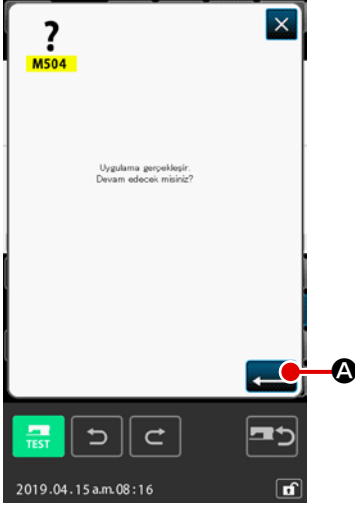 ?
M504
Uygulama gerçekleşir.
Devam edecek misiniz?
A
TEST
2019.04.15 a.m. 08:16